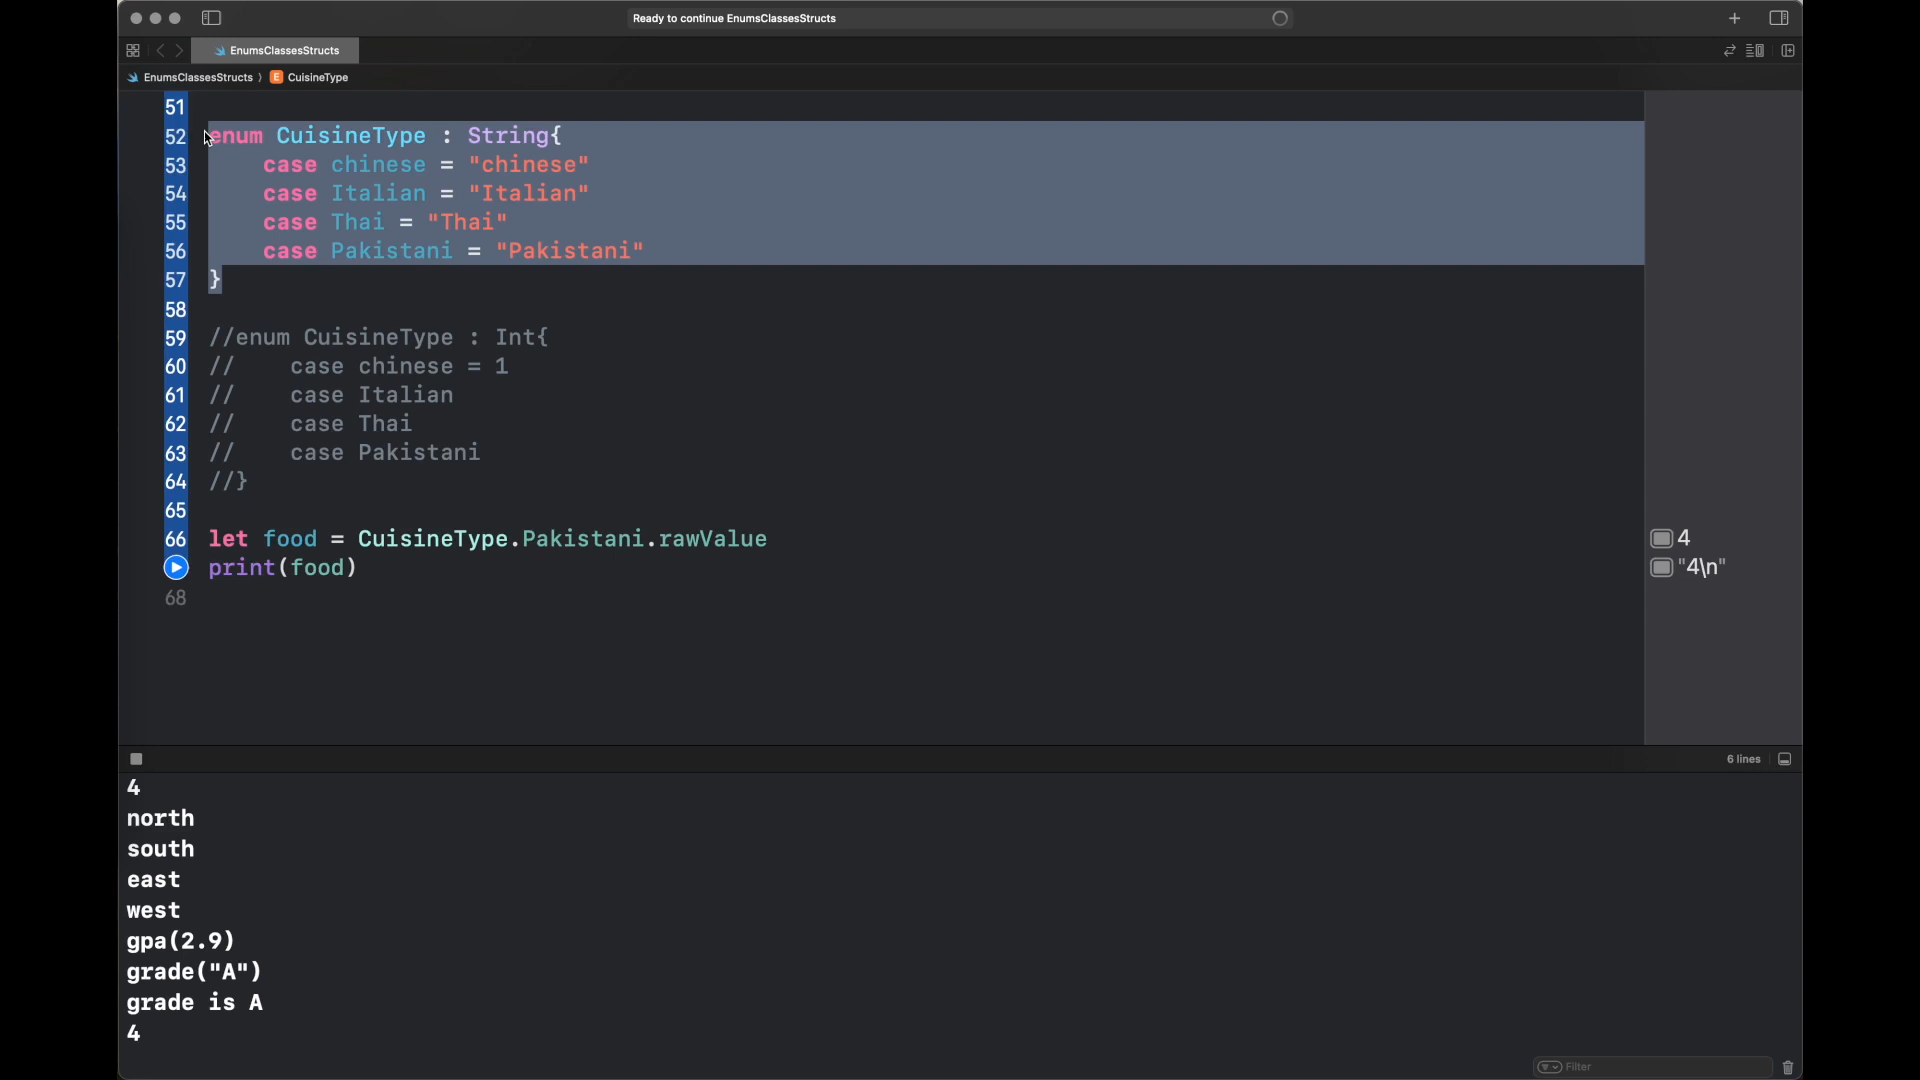 Ready to continue EnumsClassesStructs
EnumsClassesStructs
EnumsClassesStructs 〉 E CuisineType
51
52 enum CuisineType : String{
53     case chinese = "chinese"
54     case Italian = "Italian"
55     case Thai = "Thai"
56     case Pakistani = "Pakistani"
57 }
58
59 //enum CuisineType : Int{
60 //    case chinese = 1
61 //    case Italian
62 //    case Thai
63 //    case Pakistani
64 //}
65
66 let food = CuisineType.Pakistani.rawValue 4
print(food) "4\n"
68
6 lines
4
north
south
east
west
gpa(2.9)
grade("A")
grade is A
4
Filter